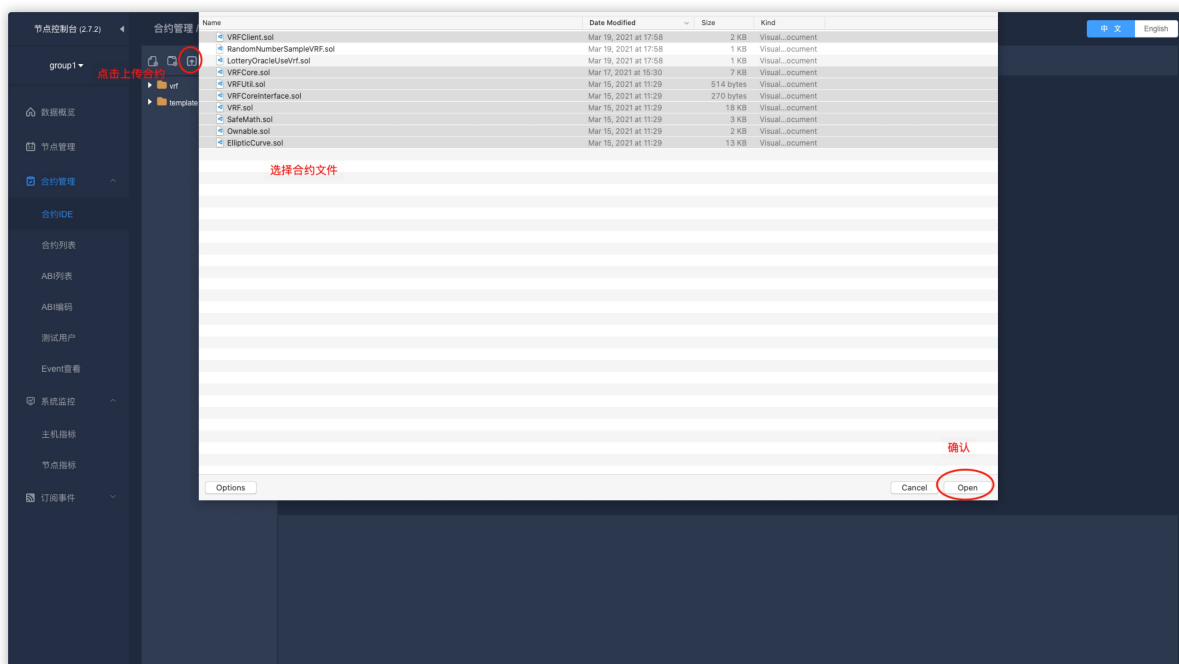 节点控制台 (2.7.2)
合约管理 /
中 文
English
group1
点击上传合约
vrf
template
数据概览
节点管理
合约管理
合约IDE
合约列表
ABI列表
ABI编码
测试用户
Event查看
系统监控
主机指标
节点指标
订阅事件
Name Date Modified Size Kind
VRFClient.sol Mar 19, 2021 at 17:58 2 KB Visual...ocument
RandomNumberSampleVRF.sol Mar 19, 2021 at 17:58 1 KB Visual...ocument
LotteryOracleUseVrf.sol Mar 19, 2021 at 17:58 1 KB Visual...ocument
VRFCore.sol Mar 17, 2021 at 15:30 7 KB Visual...ocument
VRFUtil.sol Mar 15, 2021 at 11:29 514 bytes Visual...ocument
VRFCoreInterface.sol Mar 15, 2021 at 11:29 270 bytes Visual...ocument
VRF.sol Mar 15, 2021 at 11:29 18 KB Visual...ocument
SafeMath.sol Mar 15, 2021 at 11:29 3 KB Visual...ocument
Ownable.sol Mar 15, 2021 at 11:29 2 KB Visual...ocument
EllipticCurve.sol Mar 15, 2021 at 11:29 13 KB Visual...ocument
选择合约文件
确认
Options
Cancel
Open